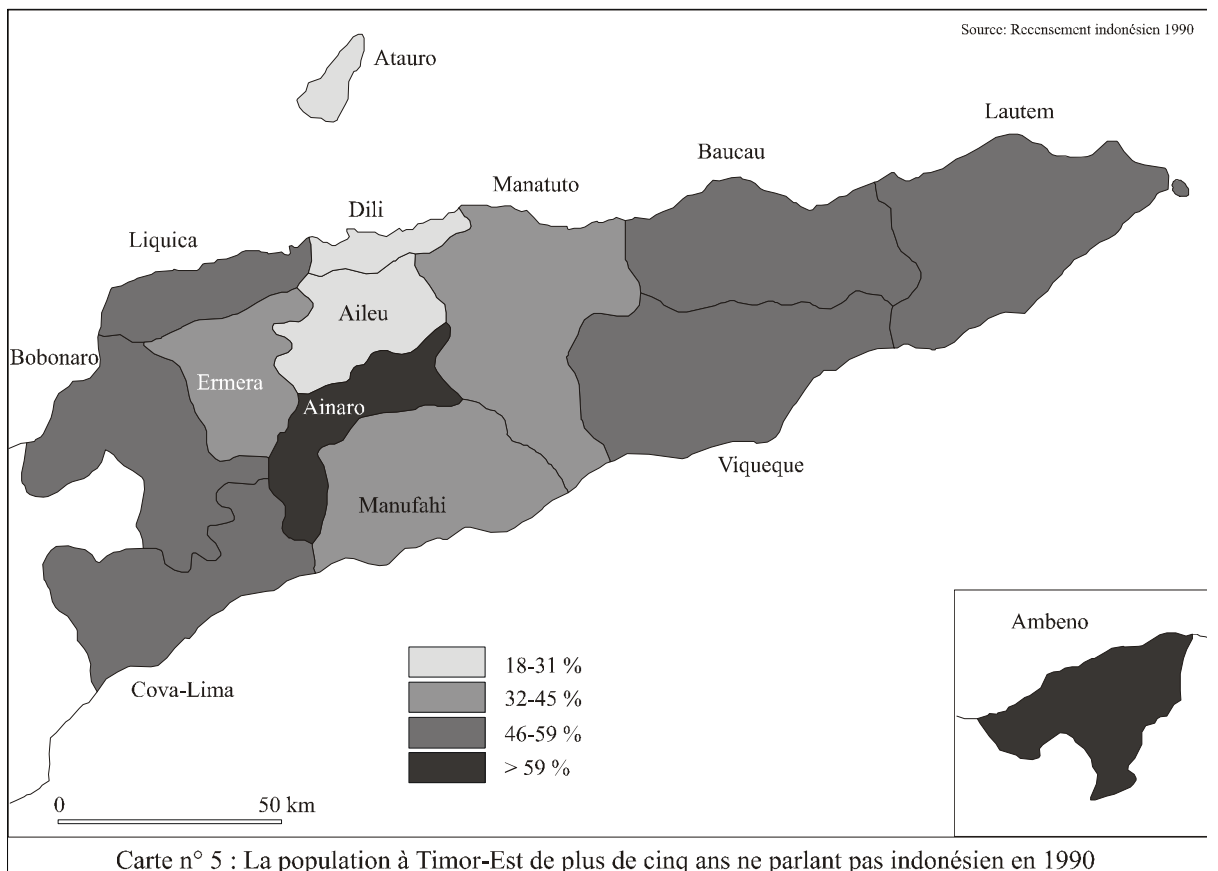 Source: Recensement indonésien 1990
Atauro
Lautem
Baucau
Manatuto
Dili
Liquica
Aileu
Bobonaro
Ermera
Ainaro
Viqueque
Manufahi
Ambeno
18-31 %
Cova-Lima
32-45 %
46-59 %
> 59 %
0 50 km
Carte n° 5 : La population à Timor-Est de plus de cinq ans ne parlant pas indonésien en 1990